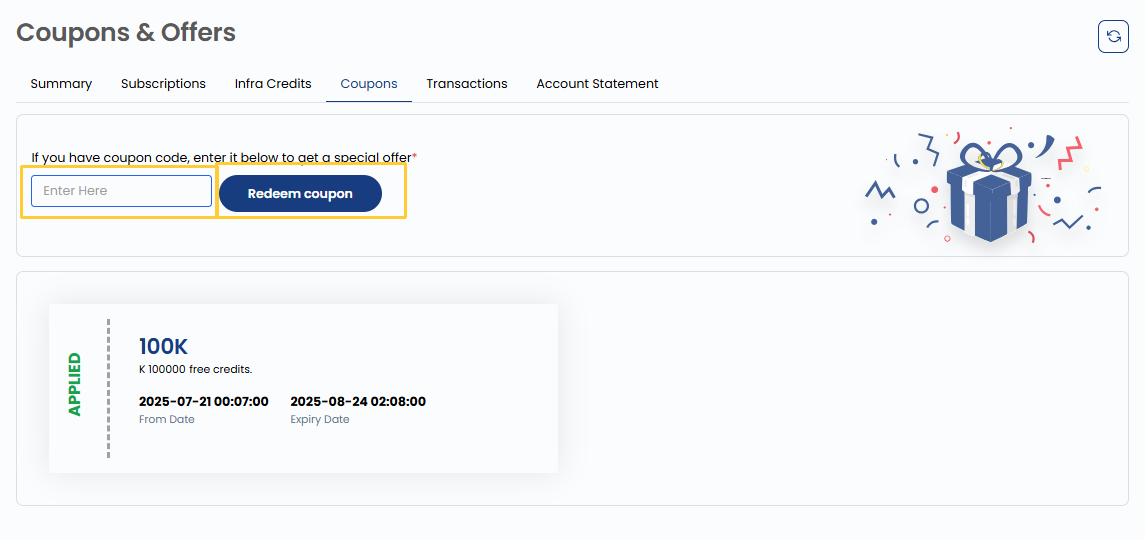 Coupons & Offers
Summary Subscriptions Infra Credits Coupons Transactions Account Statement
If you have coupon code, enter it below to get a special offer*
Enter Here Redeem coupon
APPLIED
100K
K 100000 free credits.
2025-07-21 00:07:00 2025-08-24 02:08:00
From Date Expiry Date